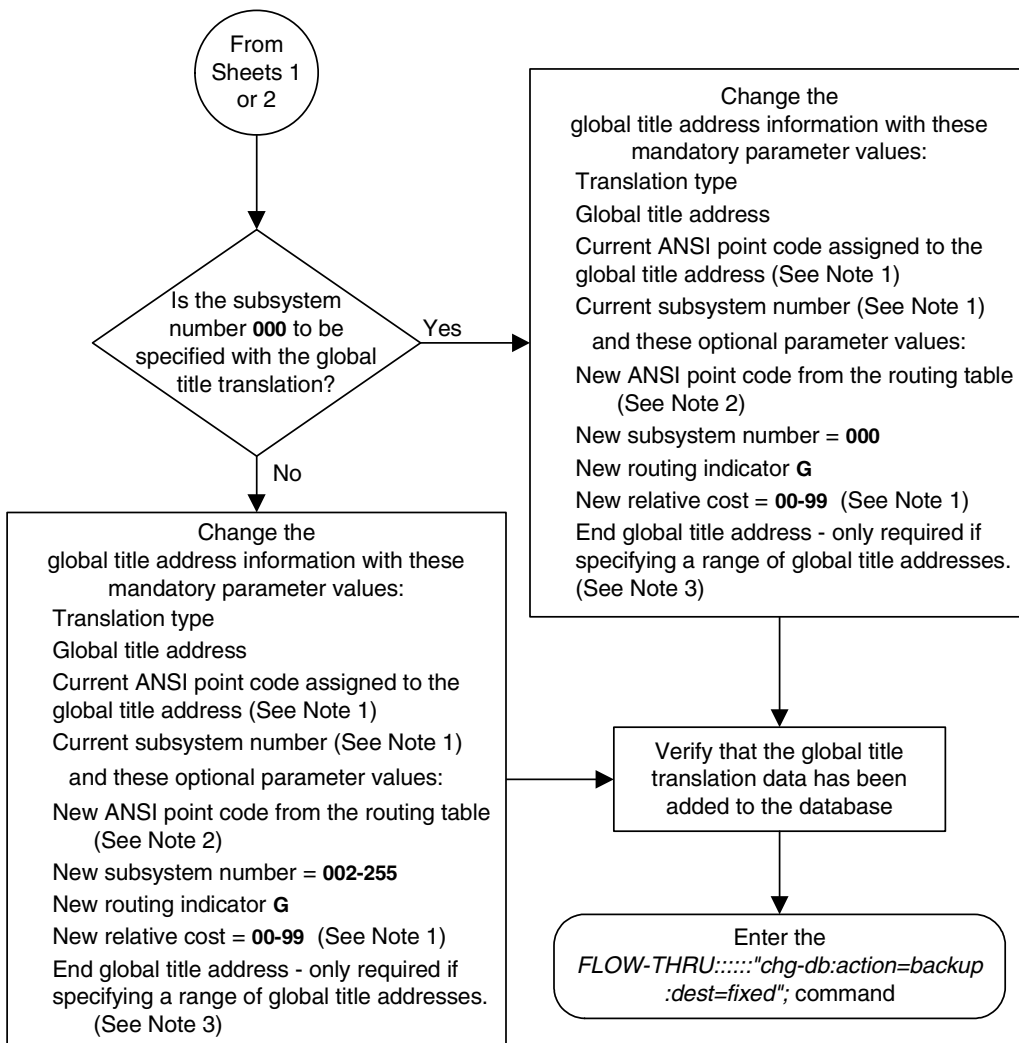 From
Sheets 1
or 2
Is the subsystem
number 000 to be
specified with the global
title translation?
Yes
No
Change the
global title address information with these
mandatory parameter values:
Translation type
Global title address
Current ANSI point code assigned to the
global title address (See Note 1)
Current subsystem number (See Note 1)
and these optional parameter values:
New ANSI point code from the routing table
(See Note 2)
New subsystem number = 000
New routing indicator G
New relative cost = 00-99 (See Note 1)
End global title address - only required if
specifying a range of global title addresses.
(See Note 3)
Change the
global title address information with these
mandatory parameter values:
Translation type
Global title address
Current ANSI point code assigned to the
global title address (See Note 1)
Current subsystem number (See Note 1)
and these optional parameter values:
New ANSI point code from the routing table
(See Note 2)
New subsystem number = 002-255
New routing indicator G
New relative cost = 00-99 (See Note 1)
End global title address - only required if
specifying a range of global title addresses.
(See Note 3)
Verify that the global title
translation data has been
added to the database
Enter the
FLOW-THRU::::::"chg-db:action=backup
:dest=fixed"; command